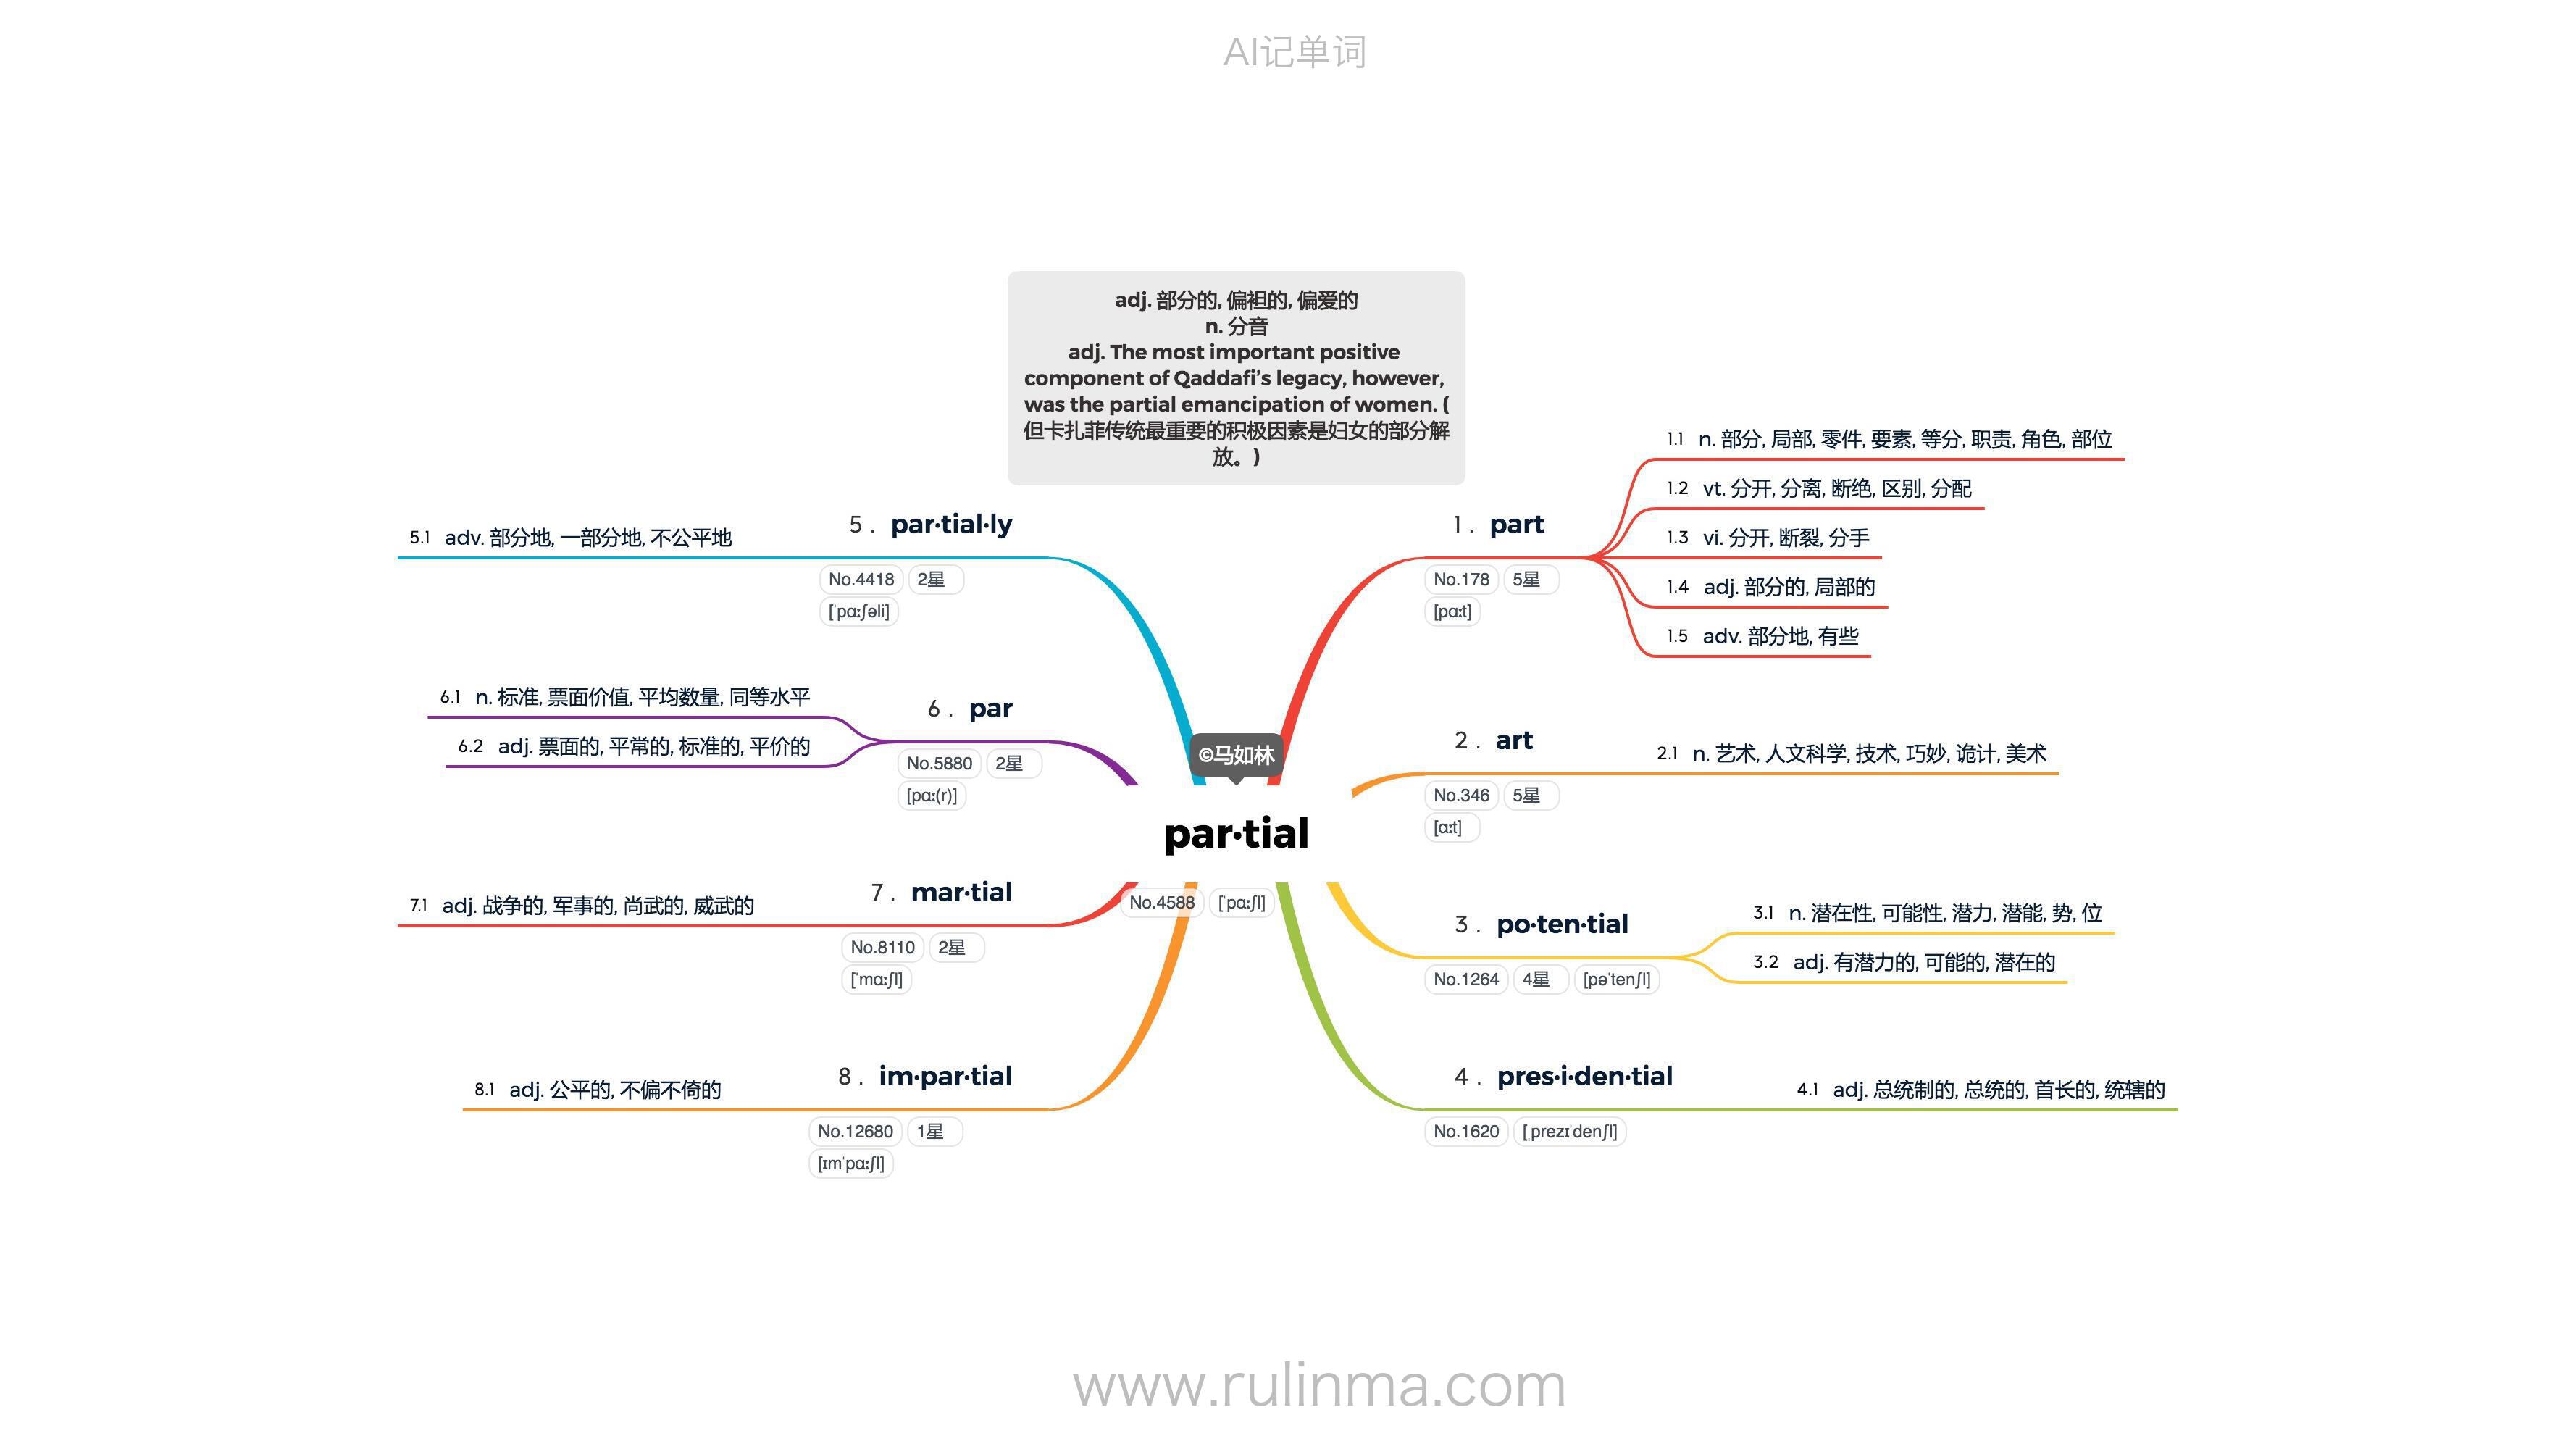 AI记单词
adj. 部分的, 偏袒的, 偏爱的
n. 分音
adj. The most important positive
component of Qaddafi’s legacy, however,
was the partial emancipation of women. (
但卡扎菲传统最重要的积极因素是妇女的部分解
放。)
©马如林
par·tial
No.4588 [ˈpɑːʃl]
1 . part
No.178 5星
[pɑːt]
1.1 n. 部分, 局部, 零件, 要素, 等分, 职责, 角色, 部位
1.2 vt. 分开, 分离, 断绝, 区别, 分配
1.3 vi. 分开, 断裂, 分手
1.4 adj. 部分的, 局部的
1.5 adv. 部分地, 有些
2 . art
No.346 5星
[ɑːt]
2.1 n. 艺术, 人文科学, 技术, 巧妙, 诡计, 美术
3 . po·ten·tial
No.1264 4星 [pəˈtenʃl]
3.1 n. 潜在性, 可能性, 潜力, 潜能, 势, 位
3.2 adj. 有潜力的, 可能的, 潜在的
4 . pres·i·den·tial
No.1620 [ˌprezɪˈdenʃl]
4.1 adj. 总统制的, 总统的, 首长的, 统辖的
5 . par·tial·ly
No.4418 2星
[ˈpɑːʃəli]
5.1 adv. 部分地, 一部分地, 不公平地
6 . par
No.5880 2星
[pɑː(r)]
6.1 n. 标准, 票面价值, 平均数量, 同等水平
6.2 adj. 票面的, 平常的, 标准的, 平价的
7 . mar·tial
No.8110 2星
[ˈmɑːʃl]
7.1 adj. 战争的, 军事的, 尚武的, 威武的
8 . im·par·tial
No.12680 1星
[ɪmˈpɑːʃl]
8.1 adj. 公平的, 不偏不倚的
www.rulinma.com